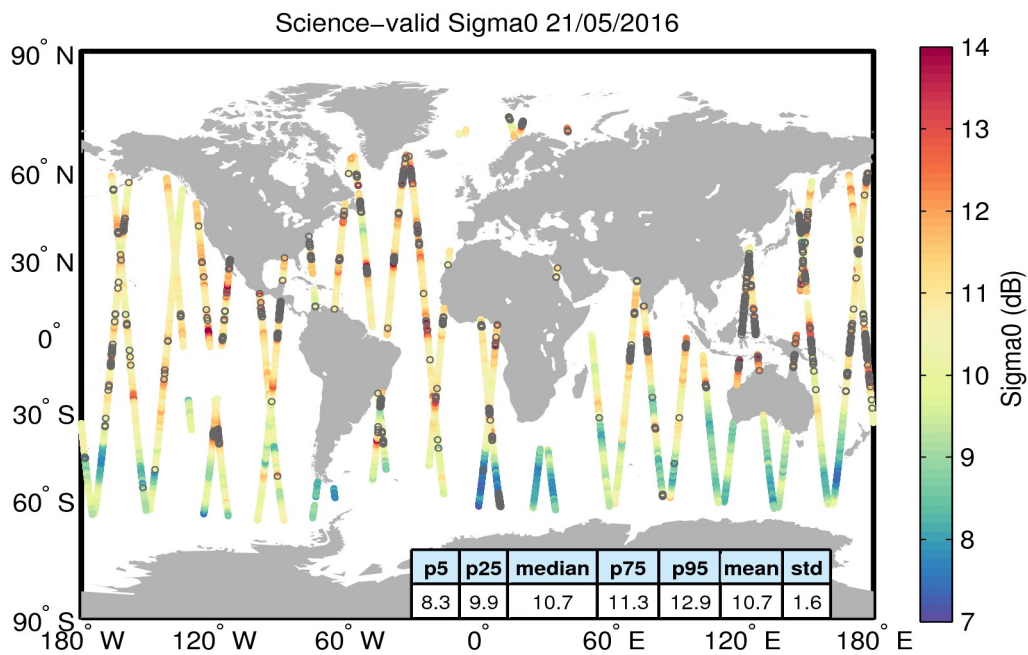 Science−valid Sigma0 21/05/2016
90° N
60° N
30° N
0°
30° S
60° S
90° S
180° W
120° W
60° W
0°
60° E
120° E
180° E
p5 p25 median p75 p95 mean std
8.3 9.9 10.7 11.3 12.9 10.7 1.6
14
13
12
11
10
9
8
7
Sigma0 (dB)